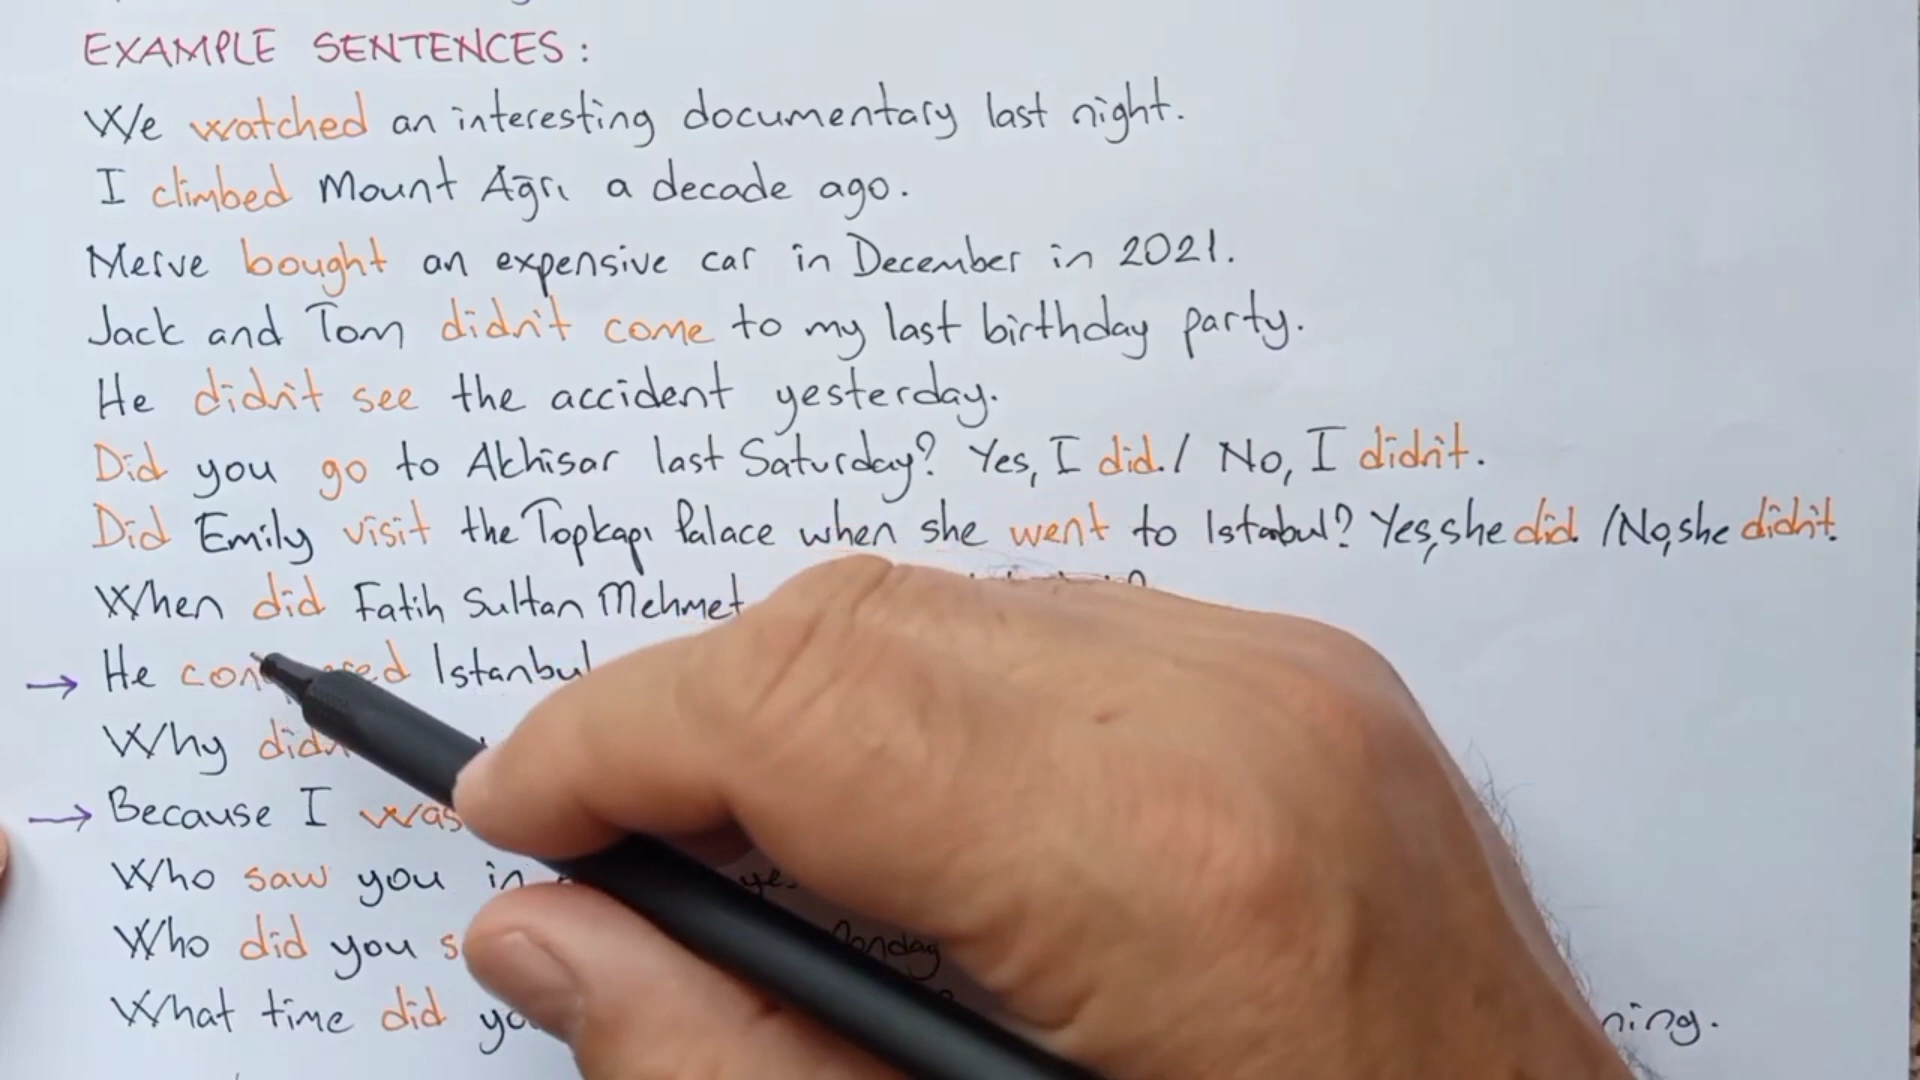 EXAMPLE SENTENCES:
We watched an interesting documentary last night.
I climbed Mount Ağrı a decade ago.
Merve bought an expensive car in December in 2021.
Jack and Tom didn't come to my last birthday party.
He didn't see the accident yesterday.
Did you go to Akhisar last Saturday? Yes, I did. / No, I didn't.
Did Emily visit the Topkapı Palace when she went to Istabul? Yes, she did. / No, she didn't.
When did Fatih Sultan Mehmet
→ He Istanbul
Why
→ Because I was
Who saw you in
Who did you Monday
What time did